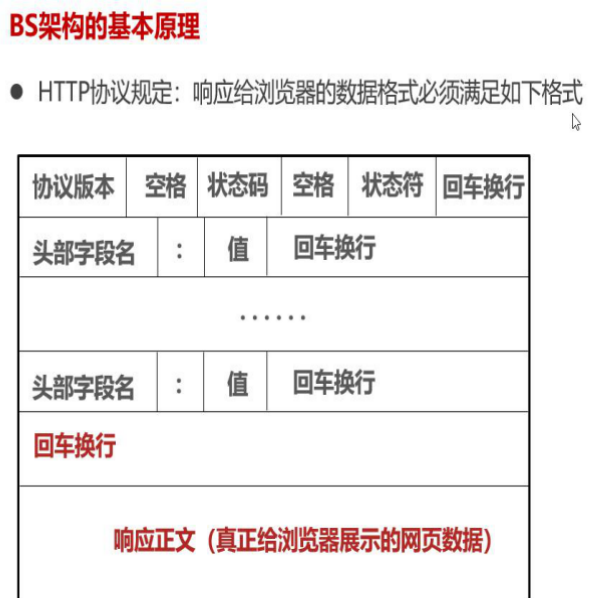 BS架构的基本原理
● HTTP协议规定：响应给浏览器的数据格式必须满足如下格式
协议版本 空格 状态码 空格 状态符 回车换行
头部字段名 : 值 回车换行
······
头部字段名 : 值 回车换行
回车换行
响应正文（真正给浏览器展示的网页数据）